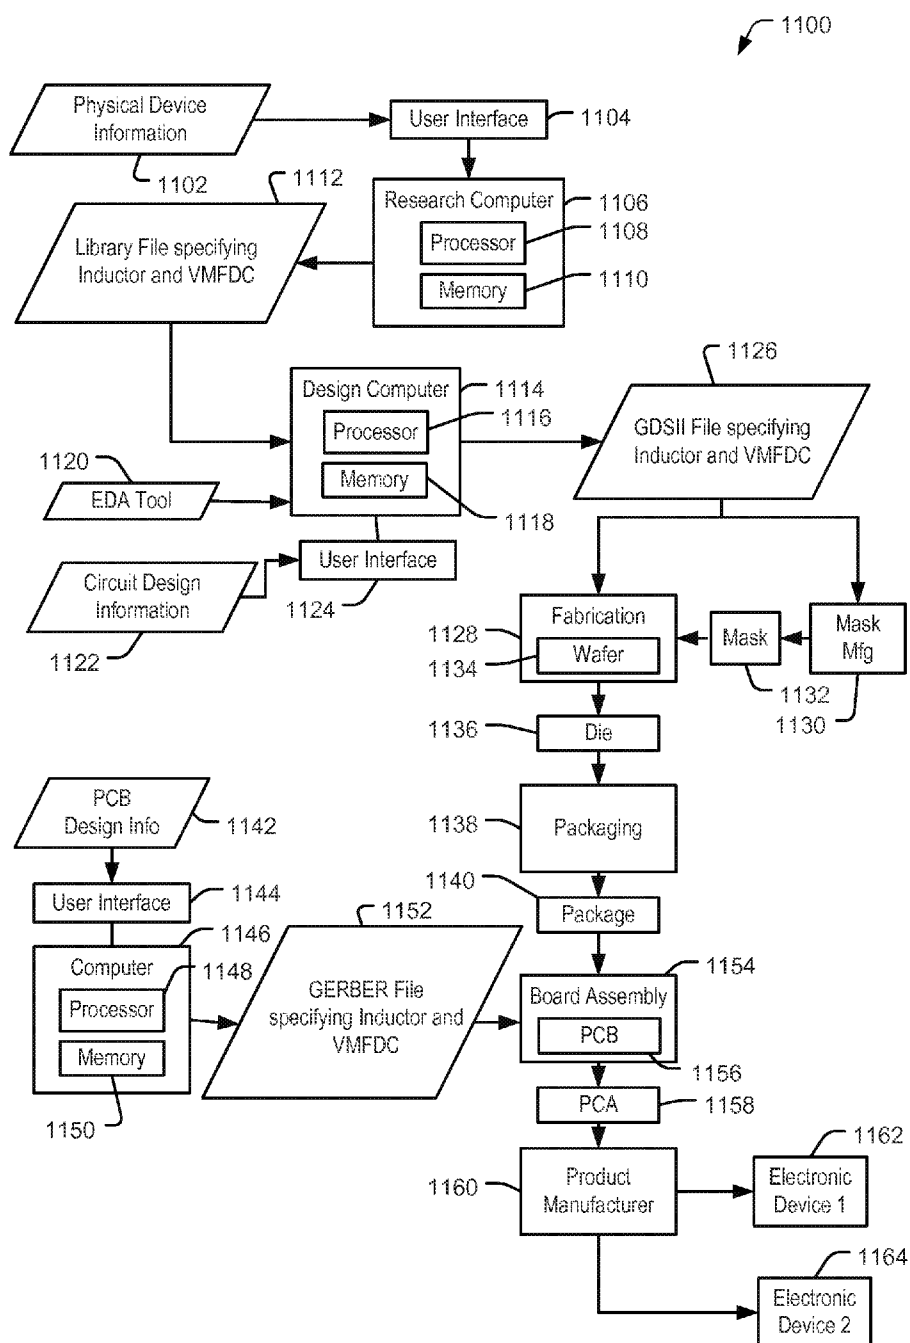 1100
Physical Device
Information
1102
User Interface
1104
1112
Research Computer
1106
Processor
1108
Memory
1110
Library File specifying
Inductor and VMFDC
1126
Design Computer
1114
Processor
1116
Memory
1118
GDSII File specifying
Inductor and VMFDC
1120
EDA Tool
User Interface
1124
Circuit Design
Information
1122
Fabrication
1128
Wafer
1134
Mask
1132
Mask
Mfg
1130
1136
Die
1138
Packaging
1140
Package
PCB
Design Info
1142
User Interface
1144
1146
Computer
1148
Processor
Memory
1150
1152
GERBER File
specifying Inductor and
VMFDC
1154
Board Assembly
PCB
1156
PCA
1158
1160
Product
Manufacturer
1162
Electronic
Device 1
1164
Electronic
Device 2